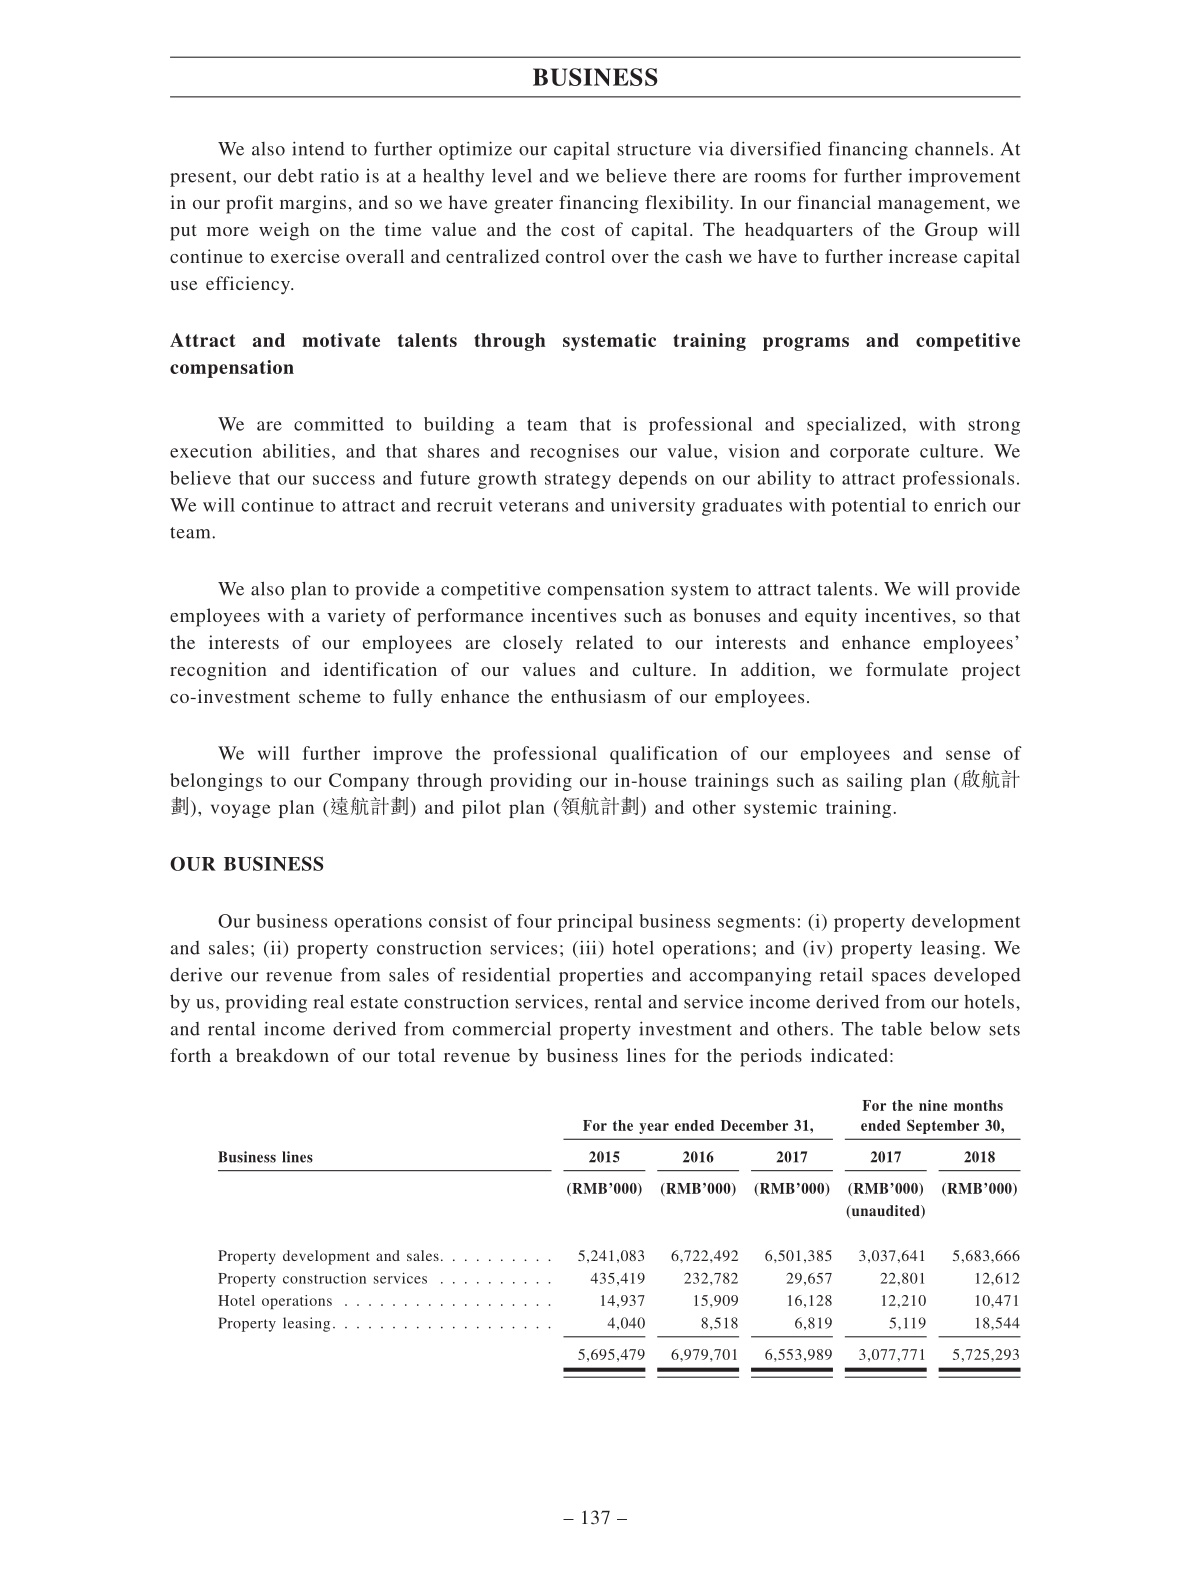 BUSINESS
We also intend to further optimize our capital structure via diversified financing channels. At
present, our debt ratio is at a healthy level and we believe there are rooms for further improvement
in our profit margins, and so we have greater financing flexibility. In our financial management, we
put more weigh on the time value and the cost of capital. The headquarters of the Group will
continue to exercise overall and centralized control over the cash we have to further increase capital
use efficiency.
Attract and motivate talents through systematic training programs and competitive
compensation
We are committed to building a team that is professional and specialized, with strong
execution abilities, and that shares and recognises our value, vision and corporate culture. We
believe that our success and future growth strategy depends on our ability to attract professionals.
We will continue to attract and recruit veterans and university graduates with potential to enrich our
team.
We also plan to provide a competitive compensation system to attract talents. We will provide
employees with a variety of performance incentives such as bonuses and equity incentives, so that
the interests of our employees are closely related to our interests and enhance employees’
recognition and identification of our values and culture. In addition, we formulate project
co-investment scheme to fully enhance the enthusiasm of our employees.
We will further improve the professional qualification of our employees and sense of
belongings to our Company through providing our in-house trainings such as sailing plan (啟航計
劃), voyage plan (遠航計劃) and pilot plan (領航計劃) and other systemic training.
OUR BUSINESS
Our business operations consist of four principal business segments: (i) property development
and sales; (ii) property construction services; (iii) hotel operations; and (iv) property leasing. We
derive our revenue from sales of residential properties and accompanying retail spaces developed
by us, providing real estate construction services, rental and service income derived from our hotels,
and rental income derived from commercial property investment and others. The table below sets
forth a breakdown of our total revenue by business lines for the periods indicated:
For the nine months
For the year ended December 31, ended September 30,
Business lines 2015 2016 2017 2017 2018
(RMB’000) (RMB’000) (RMB’000) (RMB’000) (RMB’000)
(unaudited)
Property development and sales. . . . . . . . . . 5,241,083 6,722,492 6,501,385 3,037,641 5,683,666
Property construction services . . . . . . . . . . 435,419 232,782 29,657 22,801 12,612
Hotel operations . . . . . . . . . . . . . . . . . . 14,937 15,909 16,128 12,210 10,471
Property leasing. . . . . . . . . . . . . . . . . . . 4,040 8,518 6,819 5,119 18,544
5,695,479 6,979,701 6,553,989 3,077,771 5,725,293
– 137 –